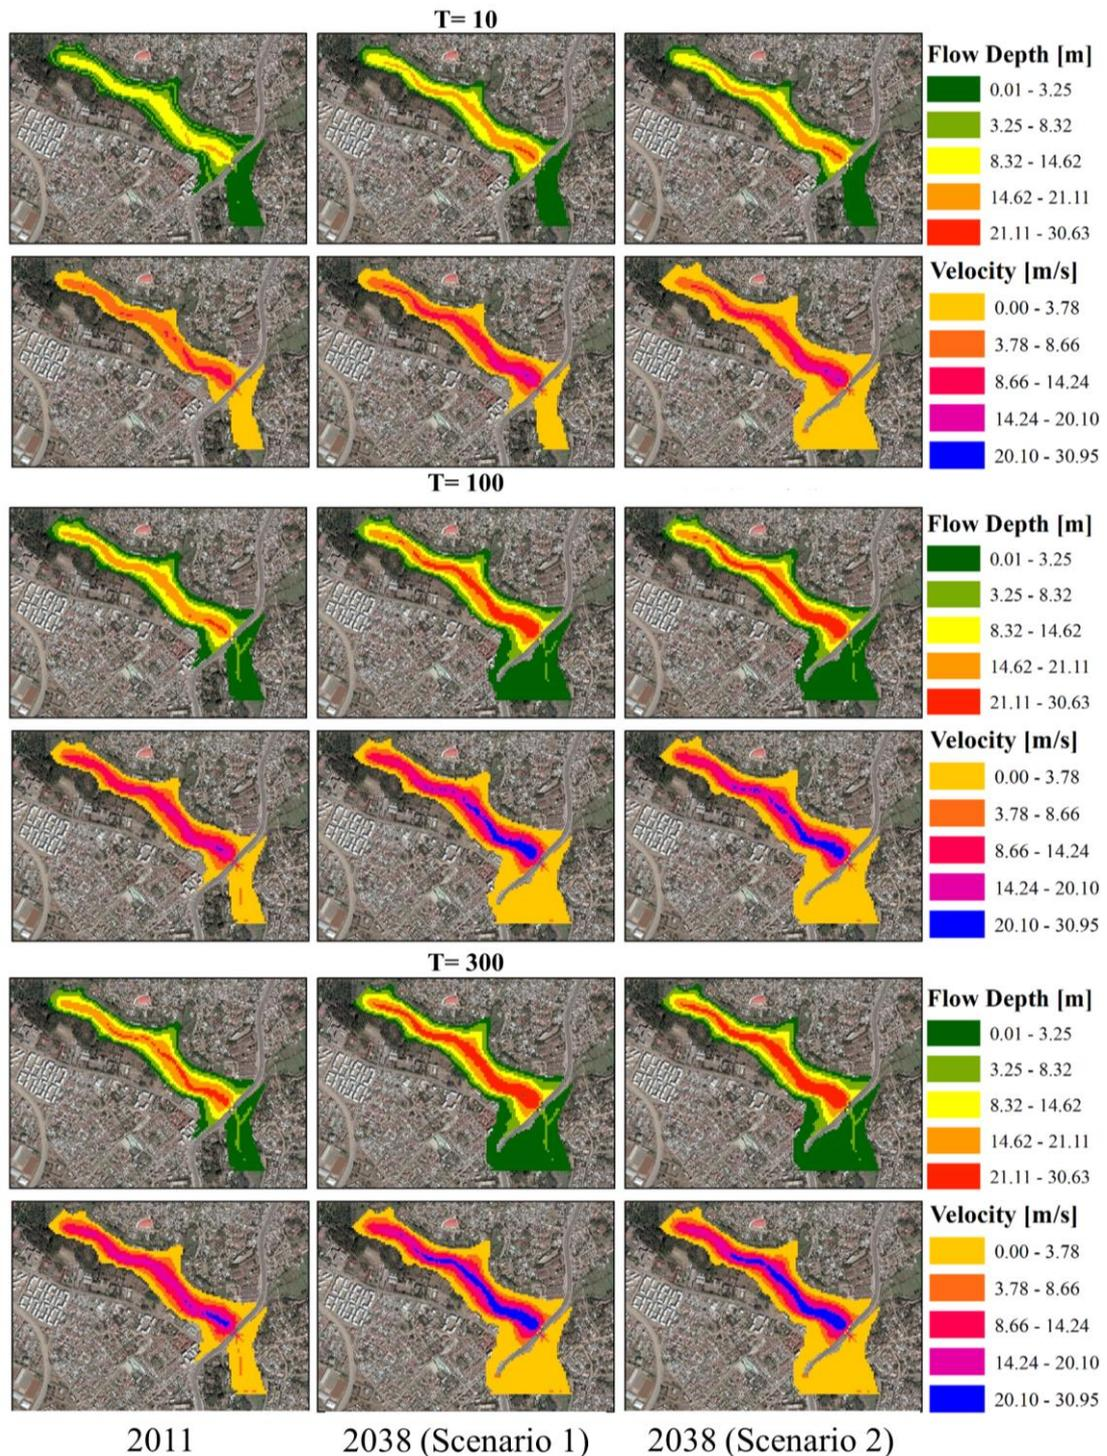 T= 10
Flow Depth [m]
0.01 - 3.25
3.25 - 8.32
8.32 - 14.62
14.62 - 21.11
21.11 - 30.63
Velocity [m/s]
0.00 - 3.78
3.78 - 8.66
8.66 - 14.24
14.24 - 20.10
20.10 - 30.95
T= 100
Flow Depth [m]
0.01 - 3.25
3.25 - 8.32
8.32 - 14.62
14.62 - 21.11
21.11 - 30.63
Velocity [m/s]
0.00 - 3.78
3.78 - 8.66
8.66 - 14.24
14.24 - 20.10
20.10 - 30.95
T= 300
Flow Depth [m]
0.01 - 3.25
3.25 - 8.32
8.32 - 14.62
14.62 - 21.11
21.11 - 30.63
Velocity [m/s]
0.00 - 3.78
3.78 - 8.66
8.66 - 14.24
14.24 - 20.10
20.10 - 30.95
2011 2038 (Scenario 1) 2038 (Scenario 2)